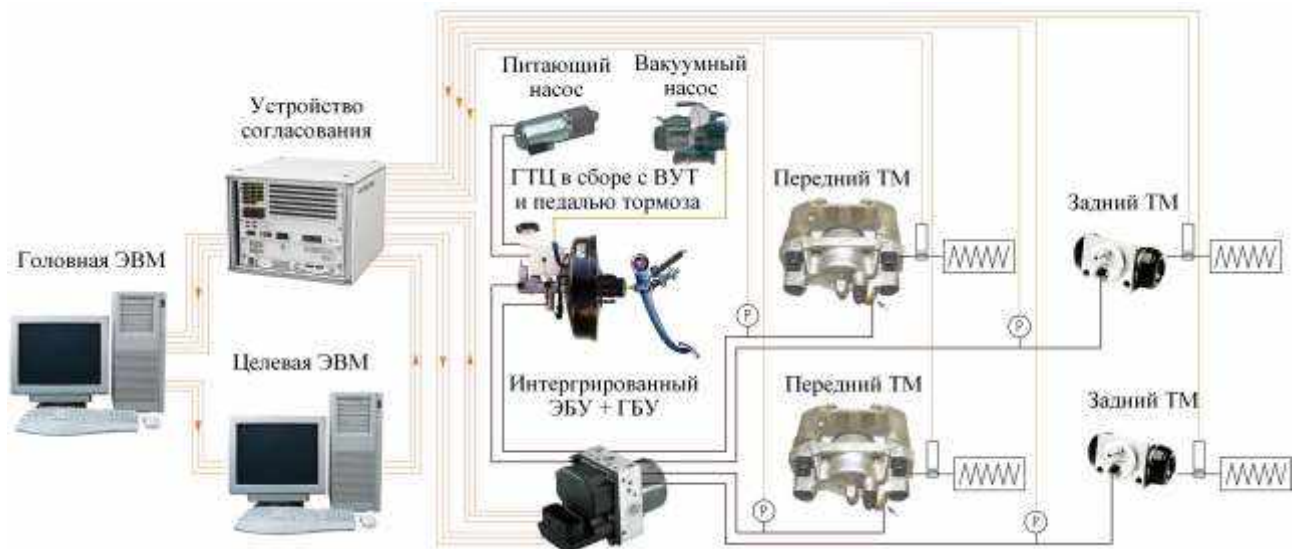 Питающий
насос
Вакуумный
насос
Устройство
согласования
ГТЦ в сборе с ВУТ
и педалью тормоза
Передний ТМ
Задний ТМ
Головная ЭВМ
P
P
Целевая ЭВМ
Интергрированный
ЭБУ + ГБУ
Передний ТМ
Задний ТМ
P
P